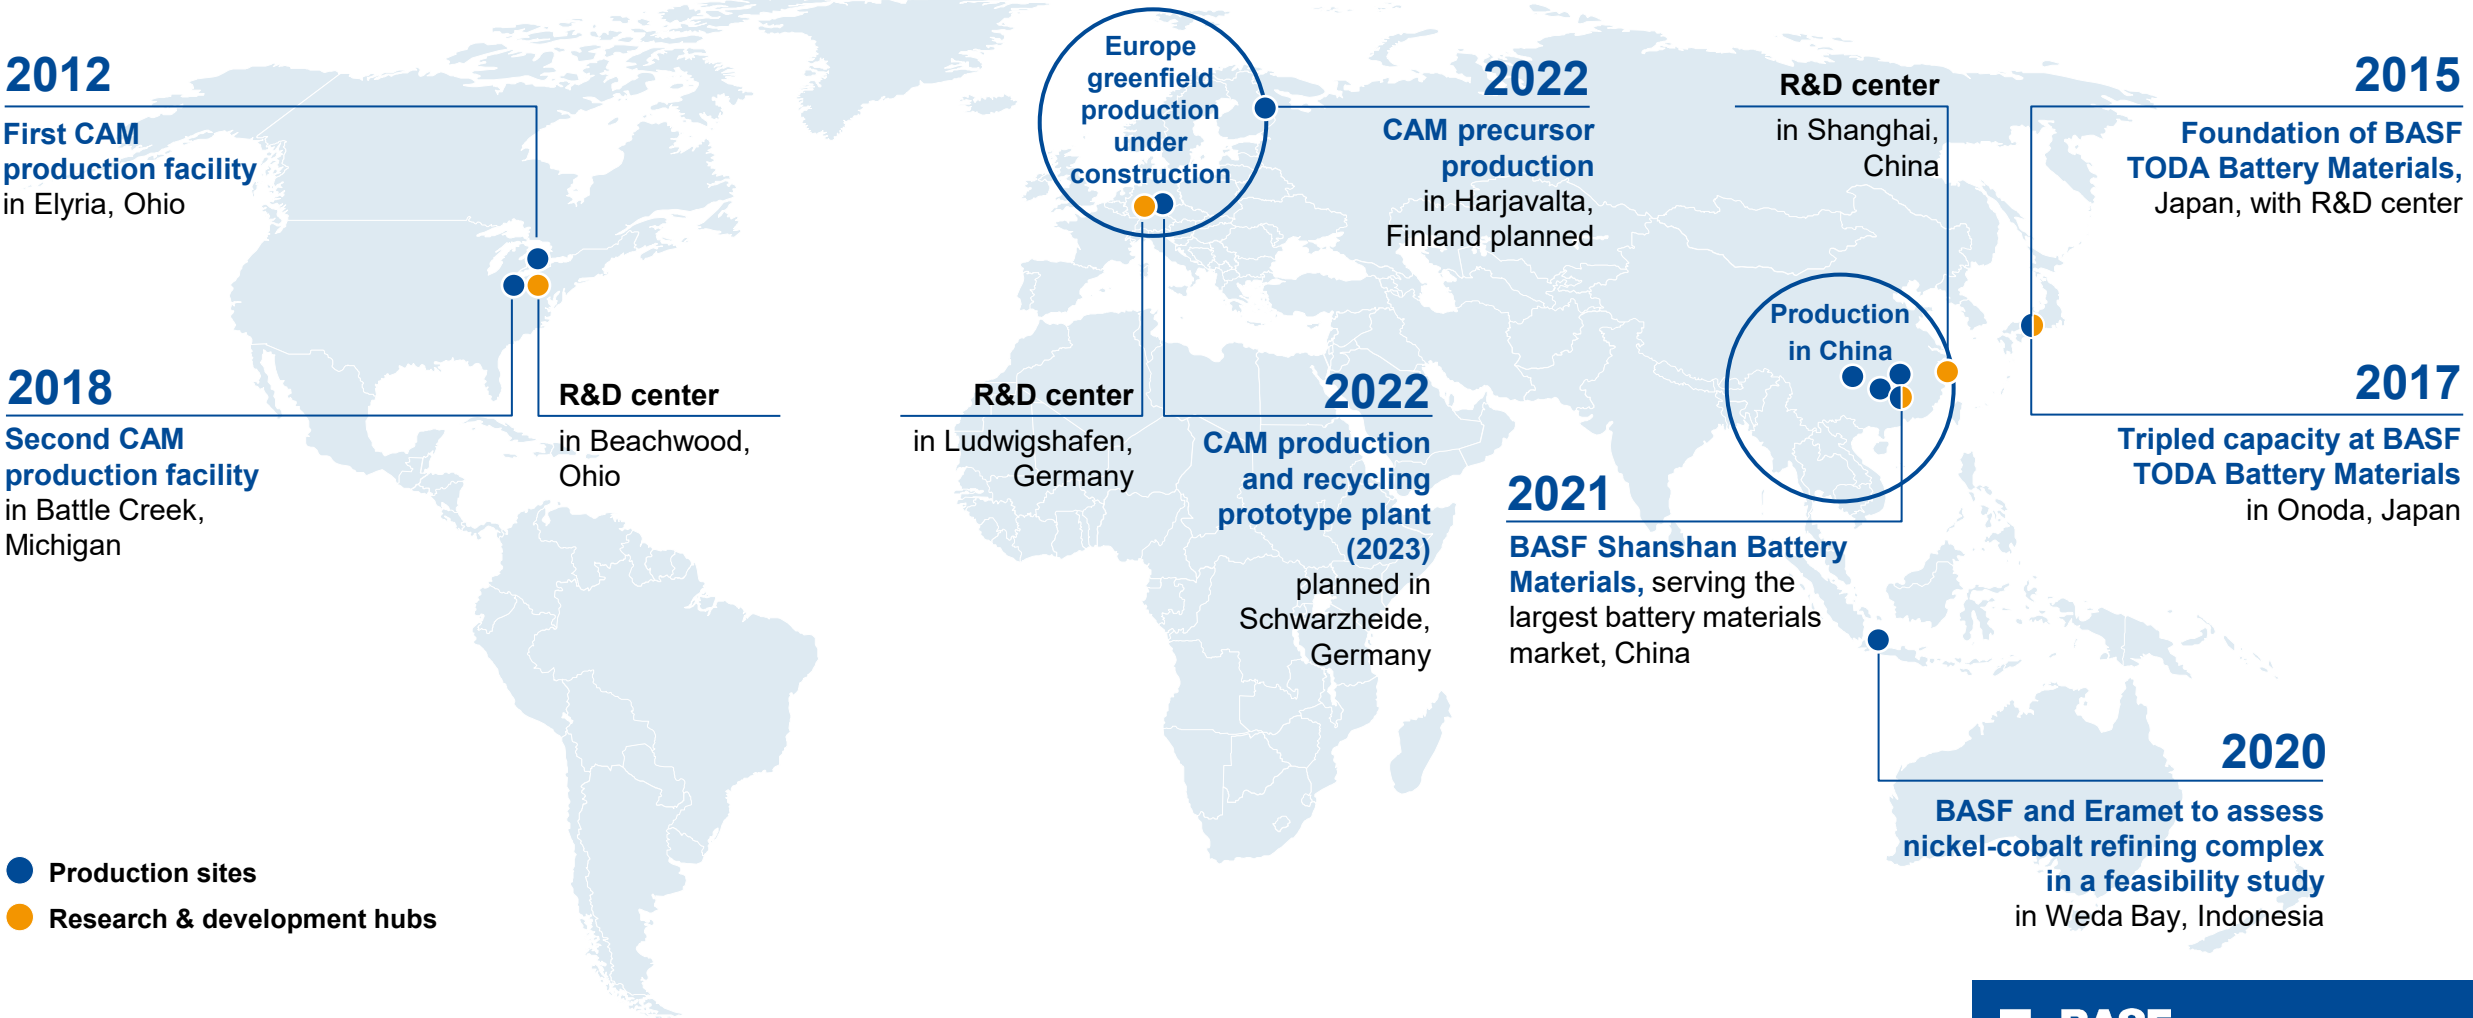 2012
First CAM
production facility
in Elyria, Ohio
2018
Second CAM
production facility
in Battle Creek,
Michigan
R&D center
in Beachwood,
Ohio
Europe
greenfield
production
under
construction
2022
CAM precursor
production
in Harjavalta,
Finland planned
R&D center
in Ludwigshafen,
Germany
2022
CAM production
and recycling
prototype plant
(2023)
planned in
Schwarzheide,
Germany
R&D center
in Shanghai,
China
Production
in China
2021
BASF Shanshan Battery
Materials, serving the
largest battery materials
market, China
2015
Foundation of BASF
TODA Battery Materials,
Japan, with R&D center
2017
Tripled capacity at BASF
TODA Battery Materials
in Onoda, Japan
2020
BASF and Eramet to assess
nickel-cobalt refining complex
in a feasibility study
in Weda Bay, Indonesia
Production sites
Research & development hubs
BASF